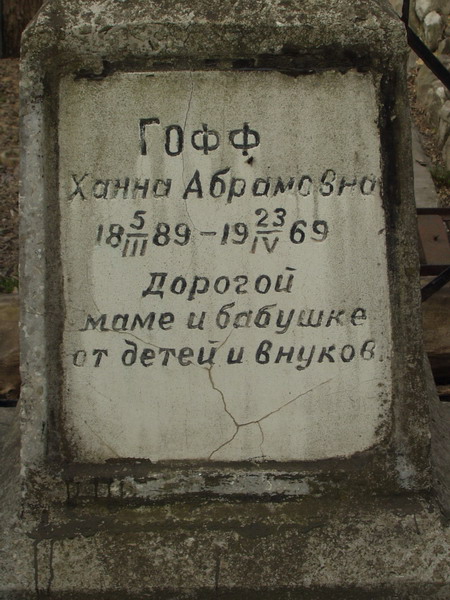 ГОФФ
Ханна Абрамовна
18 5/III 89 – 19 23/IV 69
Дорогой
маме и бабушке
от детей и внуков.